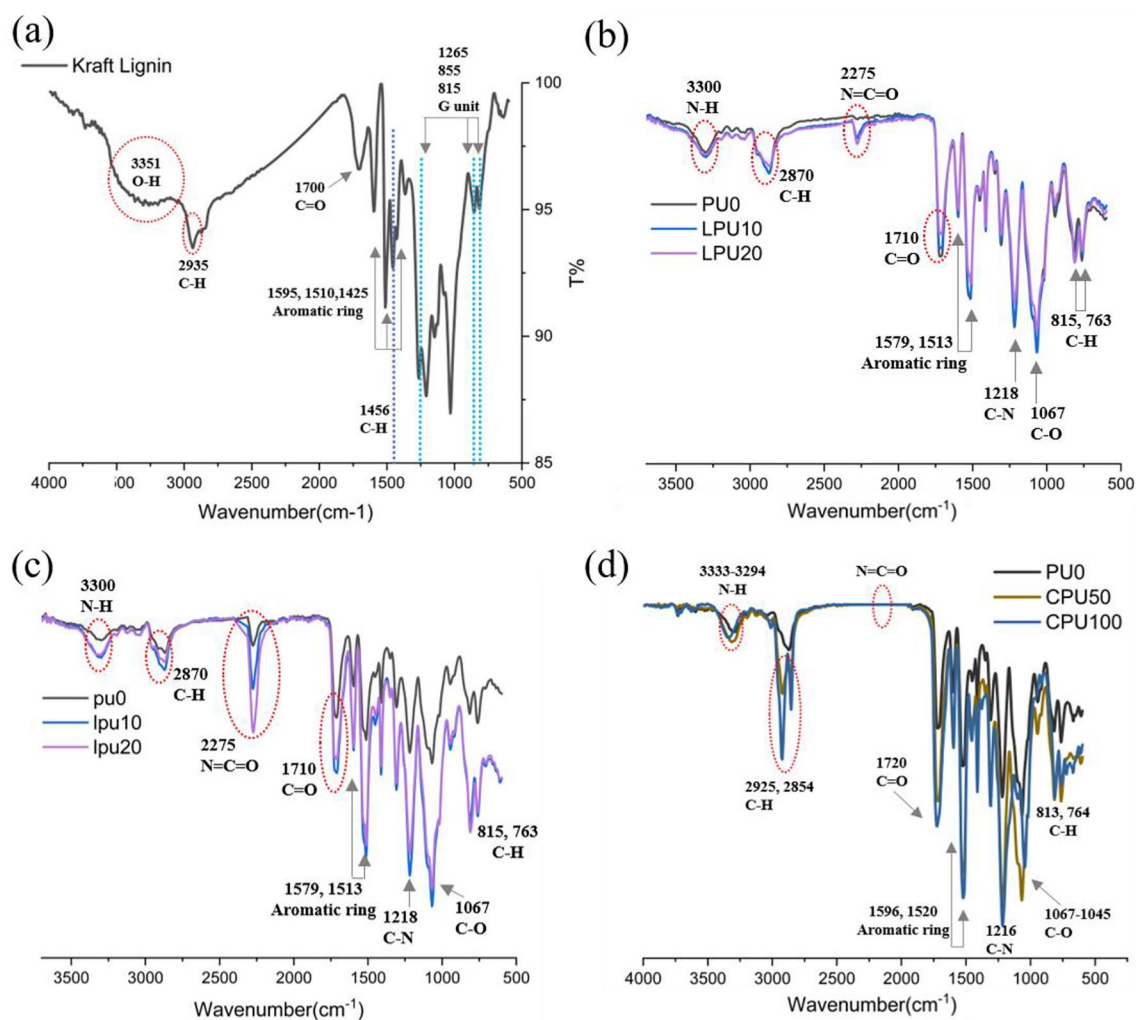 (a)
Kraft Lignin
1265
855
815
G unit
3351
O-H
2935
C-H
1700
C=O
1595, 1510,1425
Aromatic ring
1456
C-H
100
95
90
85
T%
4000 3500 3000 2500 2000 1500 1000 500
Wavenumber(cm-1)
(b)
3300
N-H
2275
N=C=O
2870
C-H
PU0
LPU10
LPU20
1710
C=O
1579, 1513
Aromatic ring
815, 763
C-H
1218
C-N
1067
C-O
3500 3000 2500 2000 1500 1000 500
Wavenumber(cm⁻¹)
(c)
3300
N-H
2870
C-H
pu0
lpu10
lpu20
2275
N=C=O
1710
C=O
815, 763
C-H
1579, 1513
Aromatic ring
1218
C-N
1067
C-O
3500 3000 2500 2000 1500 1000 500
Wavenumber(cm⁻¹)
(d)
3333-3294
N-H
N=C=O
PU0
CPU50
CPU100
2925, 2854
C-H
1720
C=O
813, 764
C-H
1596, 1520
Aromatic ring
1216
C-N
1067-1045
C-O
4000 3500 3000 2500 2000 1500 1000 500
Wavenumber(cm⁻¹)